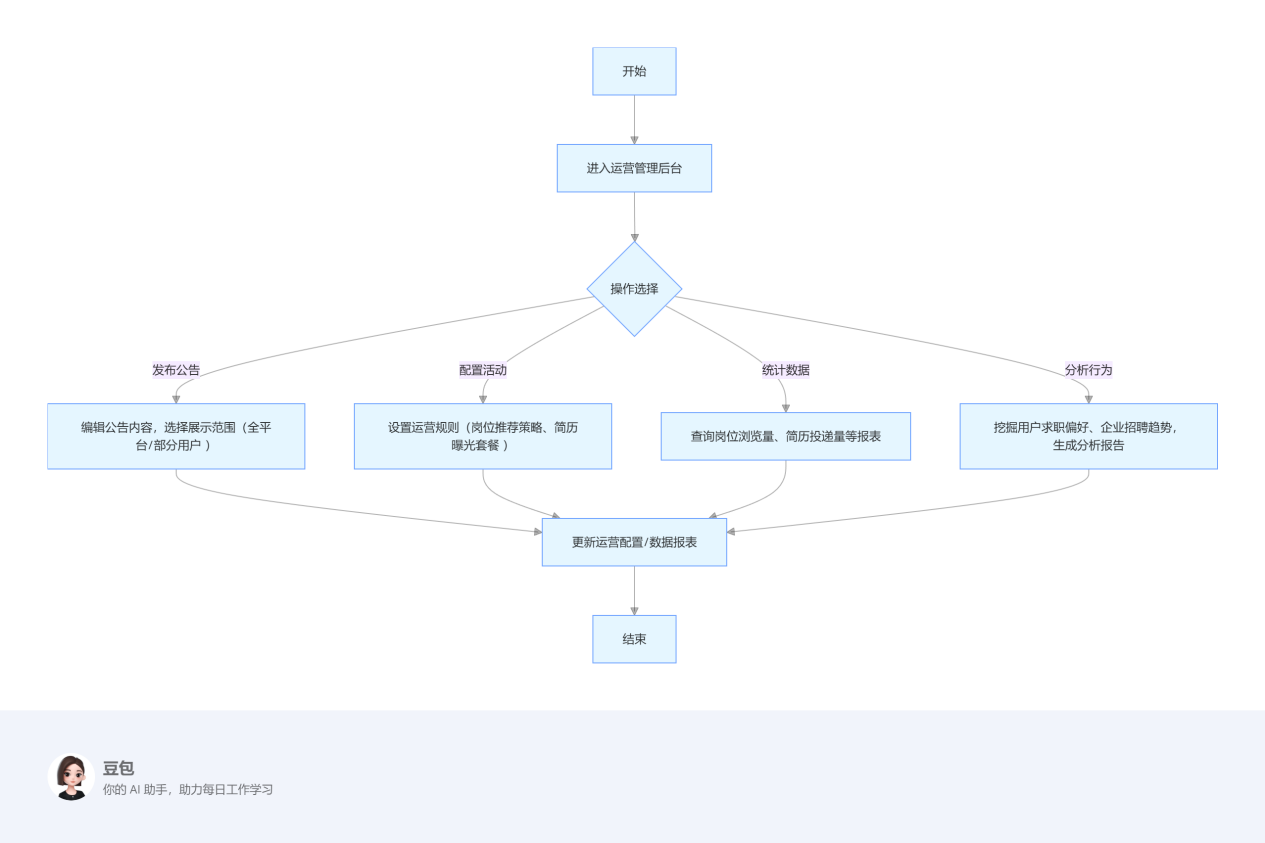 开始
进入运营管理后台
操作选择
发布公告
配置活动
统计数据
分析行为
编辑公告内容，选择展示范围（全平
台/部分用户 ）
设置运营规则（岗位推荐策略、简历
曝光套餐 ）
查询岗位浏览量、简历投递量等报表
挖掘用户求职偏好、企业招聘趋势，
生成分析报告
更新运营配置/数据报表
结束
豆包
你的 AI 助手，助力每日工作学习